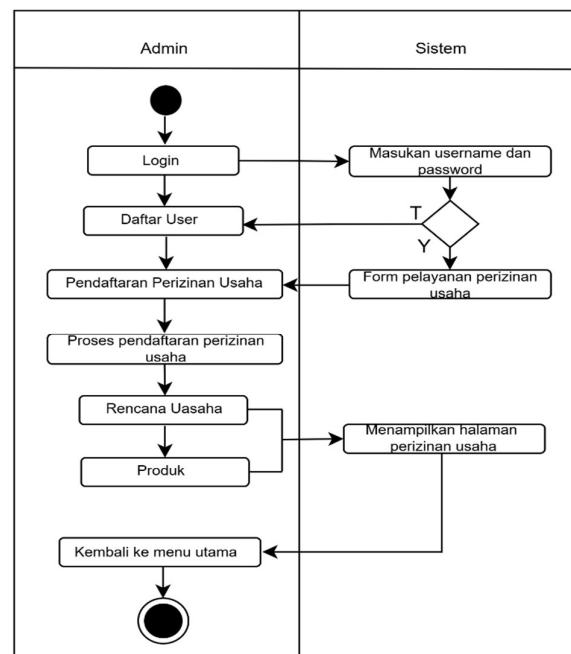 Admin
Sistem
Login
Masukan username dan
password
Daftar User
T
Y
Pendaftaran Perizinan Usaha
Form pelayanan perizinan
usaha
Proses pendaftaran perizinan
usaha
Rencana Uasaha
Menampilkan halaman
perizinan usaha
Produk
Kembali ke menu utama